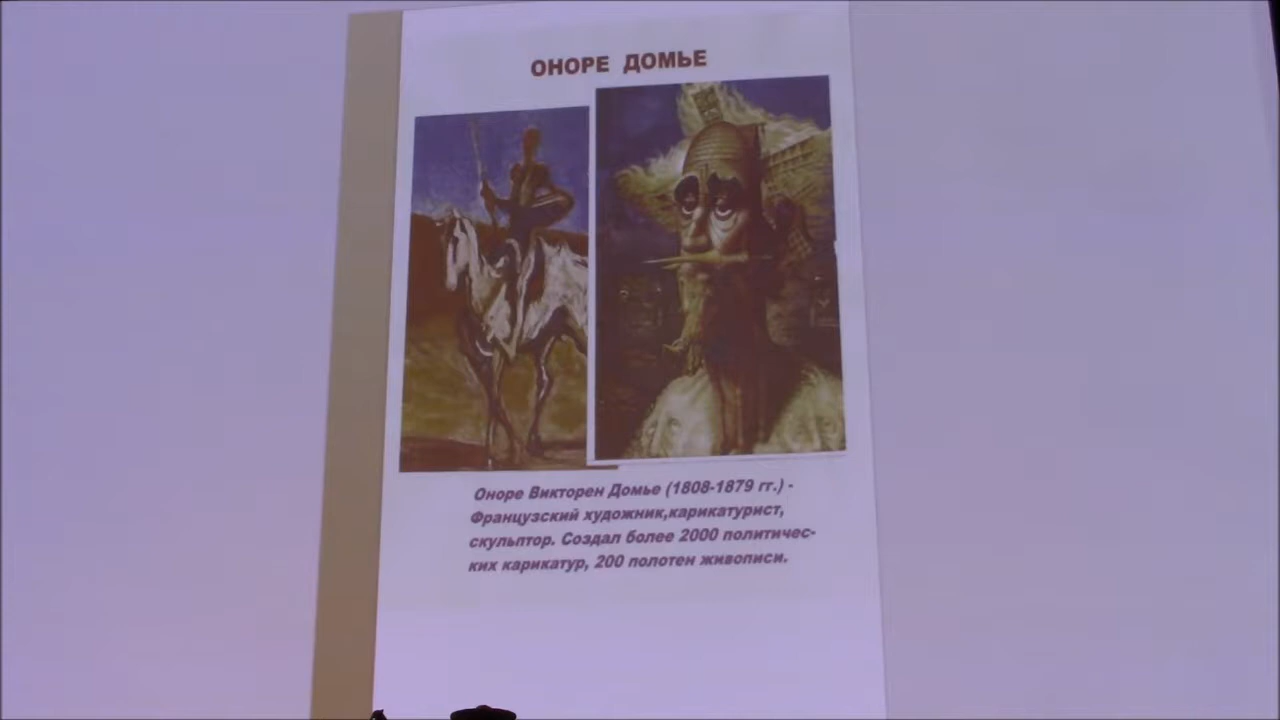 ОНОРЕ ДОМЬЕ
Оноре Викторен Домье (1808-1879 гг.) -
Французский художник,карикатурист,
скульптор. Создал более 2000 политичес-
ких карикатур, 200 полотен живописи.